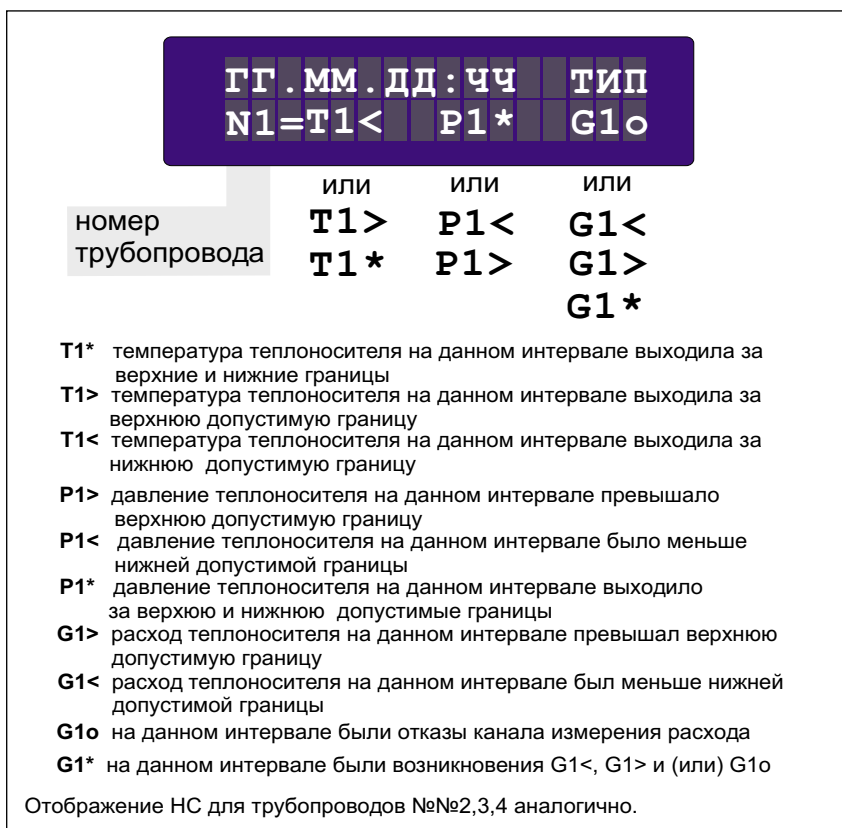 ГГ.ММ.ДД:ЧЧ ТИП
N1=T1< P1* G1o
или или или
номер трубопровода
T1> P1< G1<
T1* P1> G1>
G1*
T1* температура теплоносителя на данном интервале выходила за
верхние и нижние границы
T1> температура теплоносителя на данном интервале выходила за
верхнюю допустимую границу
T1< температура теплоносителя на данном интервале выходила за
нижнюю допустимую границу
P1> давление теплоносителя на данном интервале превышало
верхнюю допустимую границу
P1< давление теплоносителя на данном интервале было меньше
нижней допустимой границы
P1* давление теплоносителя на данном интервале выходило
за верхюю и нижнюю допустимые границы
G1> расход теплоносителя на данном интервале превышал верхнюю
допустимую границу
G1< расход теплоносителя на данном интервале был меньше нижней
допустимой границы
G1o на данном интервале были отказы канала измерения расхода
G1* на данном интервале были возникновения G1<, G1> и (или) G1o
Отображение НС для трубопроводов №№2,3,4 аналогично.